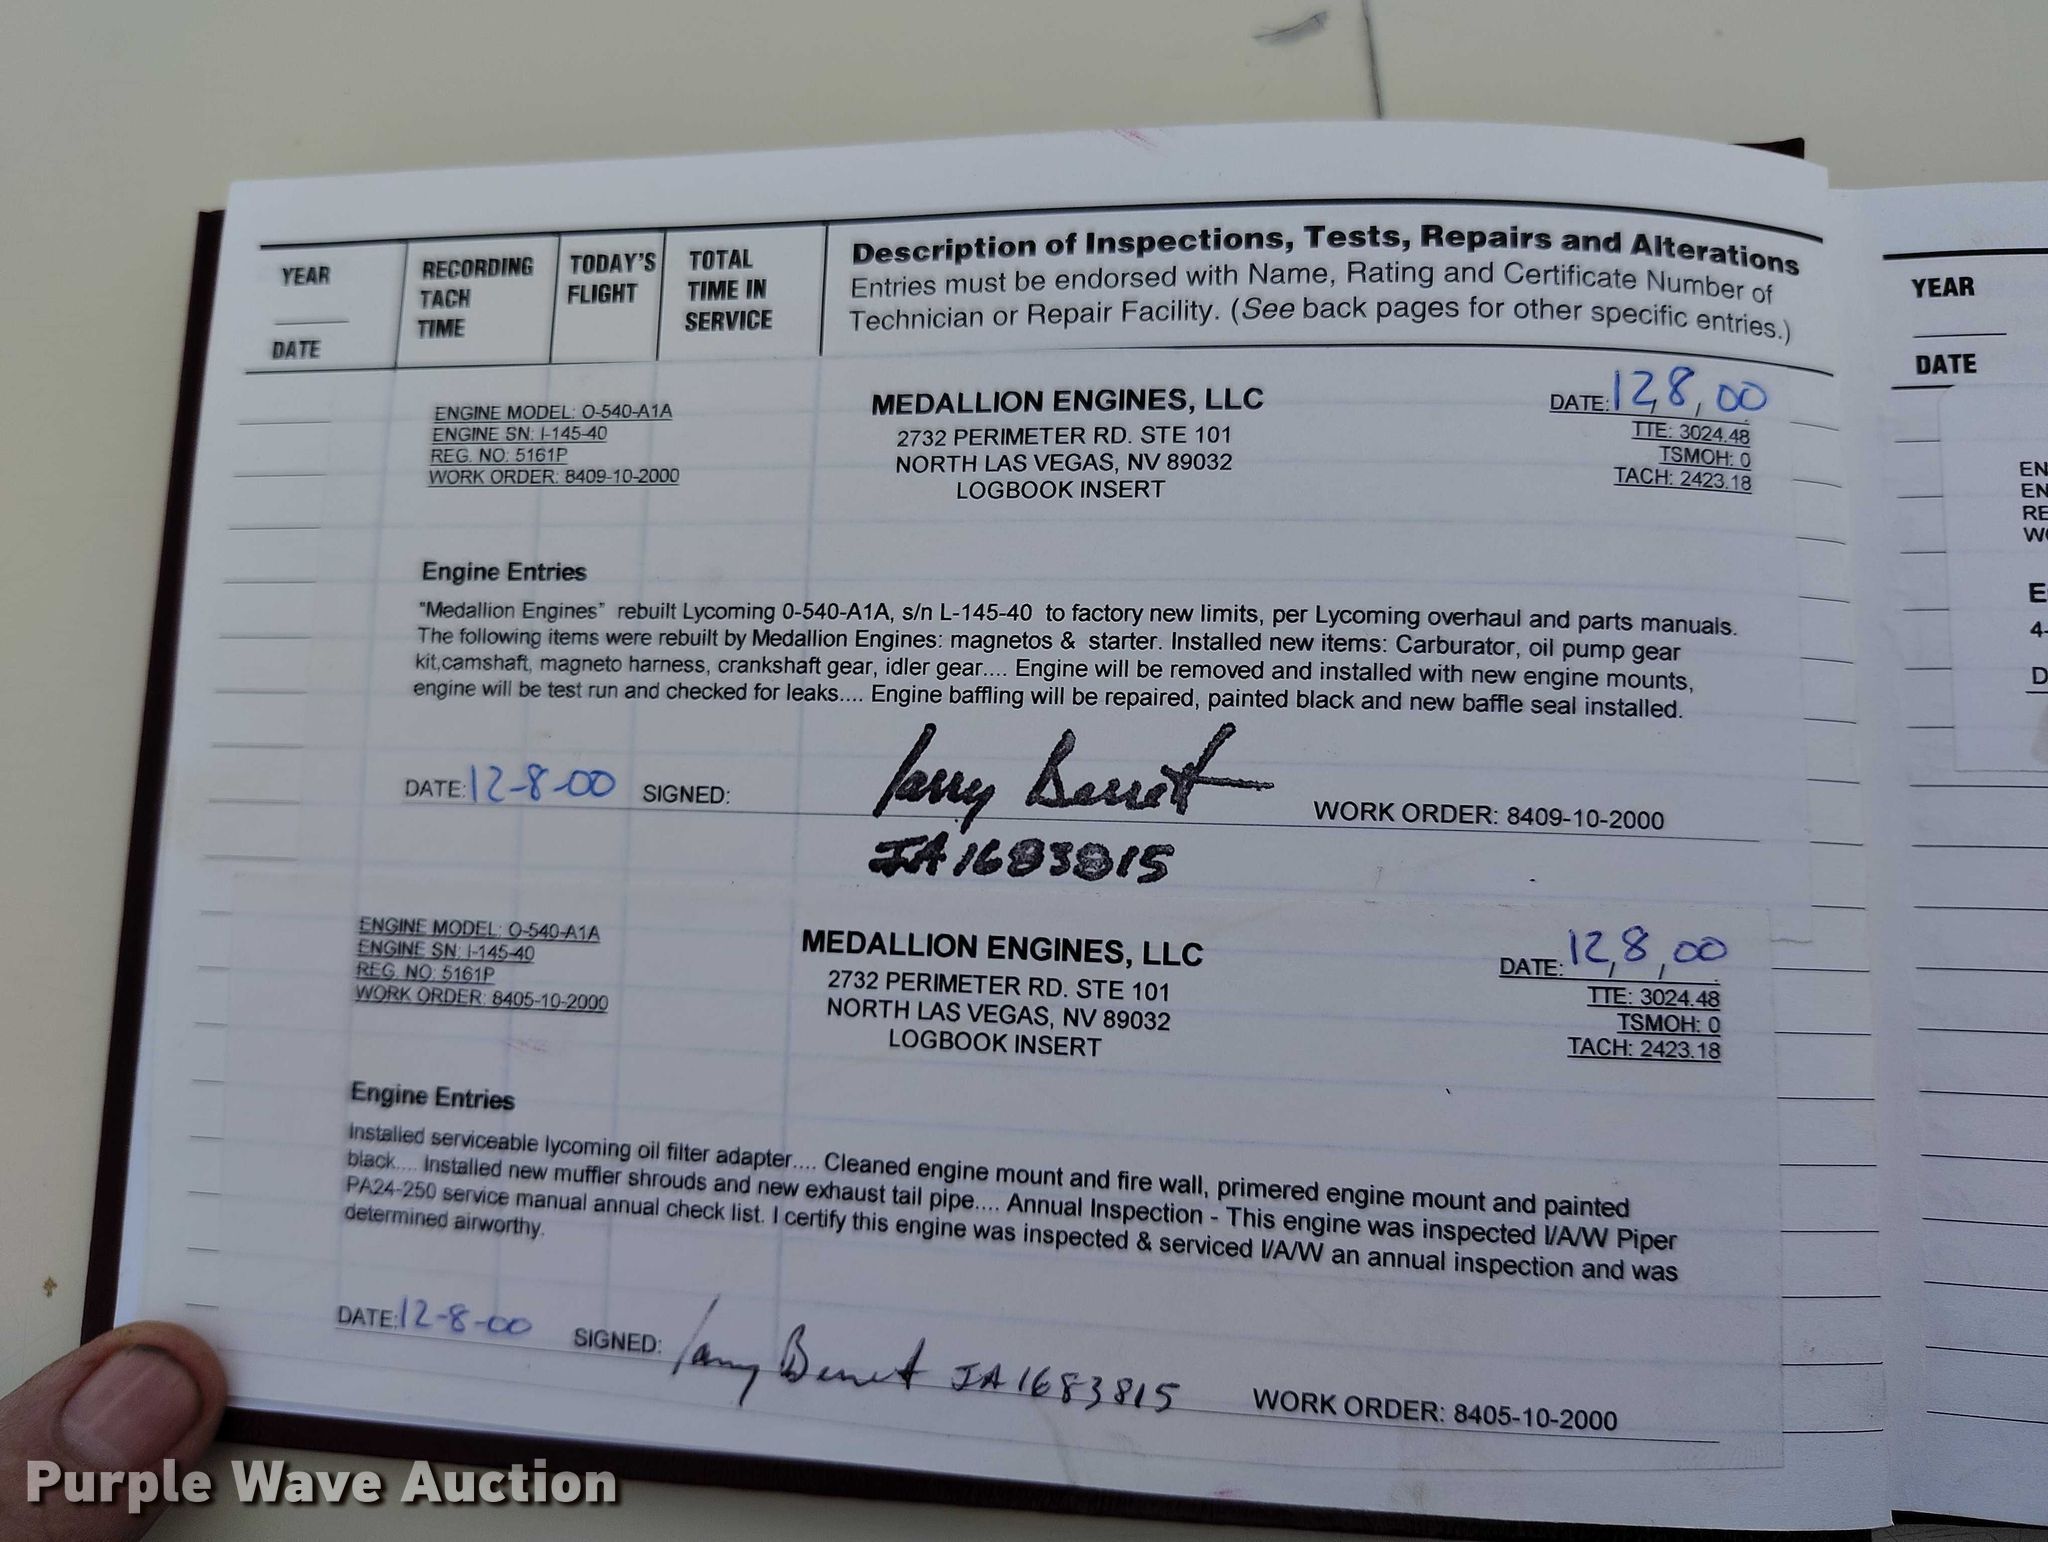 YEAR
DATE
RECORDING
TACH
TIME
TODAY'S
FLIGHT
TOTAL
TIME IN
SERVICE
Description of Inspections, Tests, Repairs and Alterations
Entries must be endorsed with Name, Rating and Certificate Number of
Technician or Repair Facility. (See back pages for other specific entries.)
ENGINE MODEL: O-540-A1A
ENGINE SN: I-145-40
REG. NO: 5161P
WORK ORDER: 8409-10-2000
MEDALLION ENGINES, LLC
2732 PERIMETER RD. STE 101
NORTH LAS VEGAS, NV 89032
LOGBOOK INSERT
DATE: 12,8,00
TTE: 3024.48
TSMOH: 0
TACH: 2423.18
Engine Entries
"Medallion Engines" rebuilt Lycoming 0-540-A1A, s/n L-145-40 to factory new limits, per Lycoming overhaul and parts manuals.
The following items were rebuilt by Medallion Engines: magnetos & starter. Installed new items: Carburator, oil pump gear
kit,camshaft, magneto harness, crankshaft gear, idler gear.... Engine will be removed and installed with new engine mounts,
engine will be test run and checked for leaks.... Engine baffling will be repaired, painted black and new baffle seal installed.
DATE: 12-8-00 SIGNED: Larry Berret WORK ORDER: 8409-10-2000
IA1683815
ENGINE MODEL: O-540-A1A
ENGINE SN: I-145-40
REG. NO: 5161P
WORK ORDER: 8405-10-2000
MEDALLION ENGINES, LLC
2732 PERIMETER RD. STE 101
NORTH LAS VEGAS, NV 89032
LOGBOOK INSERT
DATE: 12,8,00
TTE: 3024.48
TSMOH: 0
TACH: 2423.18
Engine Entries
Installed serviceable lycoming oil filter adapter.... Cleaned engine mount and fire wall, primered engine mount and painted
black.... Installed new muffler shrouds and new exhaust tail pipe.... Annual Inspection - This engine was inspected I/A/W Piper
PA24-250 service manual annual check list. I certify this engine was inspected & serviced I/A/W an annual inspection and was
determined airworthy.
DATE: 12-8-00 SIGNED: Larry Berret IA1683815 WORK ORDER: 8405-10-2000
YEAR
DATE
EN
EN
RE
4-
Purple Wave Auction